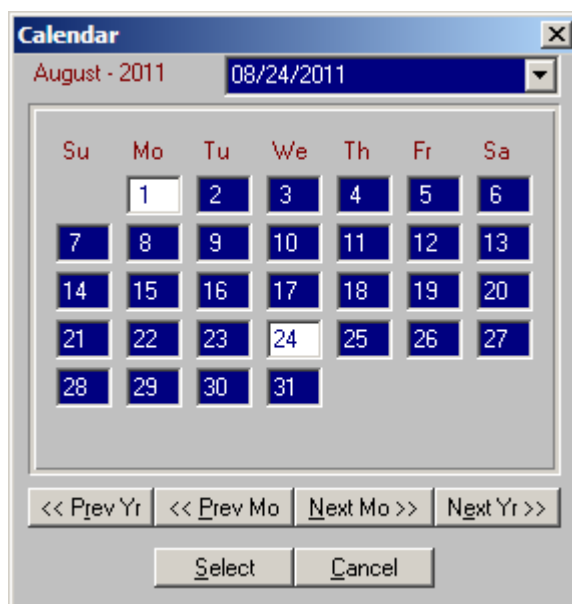 Calendar
August - 2011 08/24/2011
Su Mo Tu We Th Fr Sa
1 2 3 4 5 6
7 8 9 10 11 12 13
14 15 16 17 18 19 20
21 22 23 24 25 26 27
28 29 30 31
<< Prev Yr << Prev Mo Next Mo >> Next Yr >>
Select Cancel